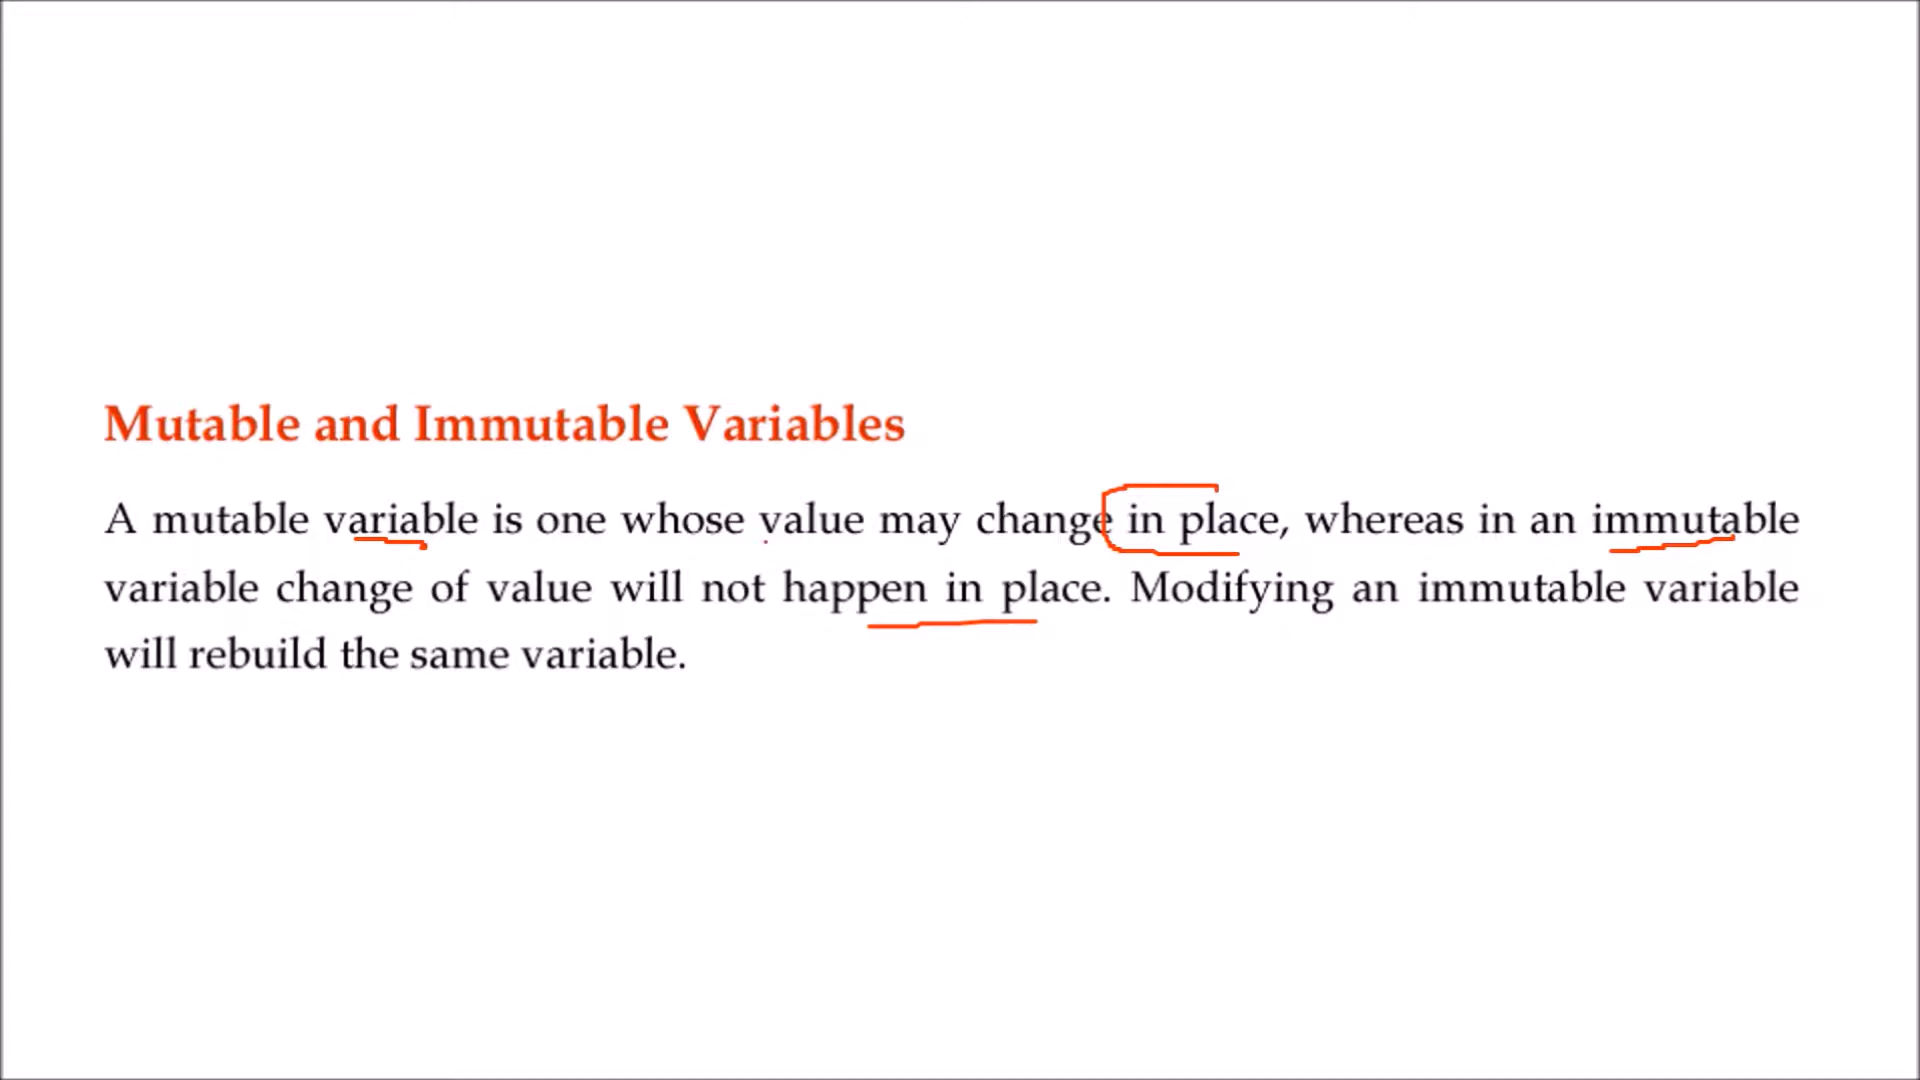 Mutable and Immutable Variables
A mutable variable is one whose value may change in place, whereas in an immutable
variable change of value will not happen in place. Modifying an immutable variable
will rebuild the same variable.